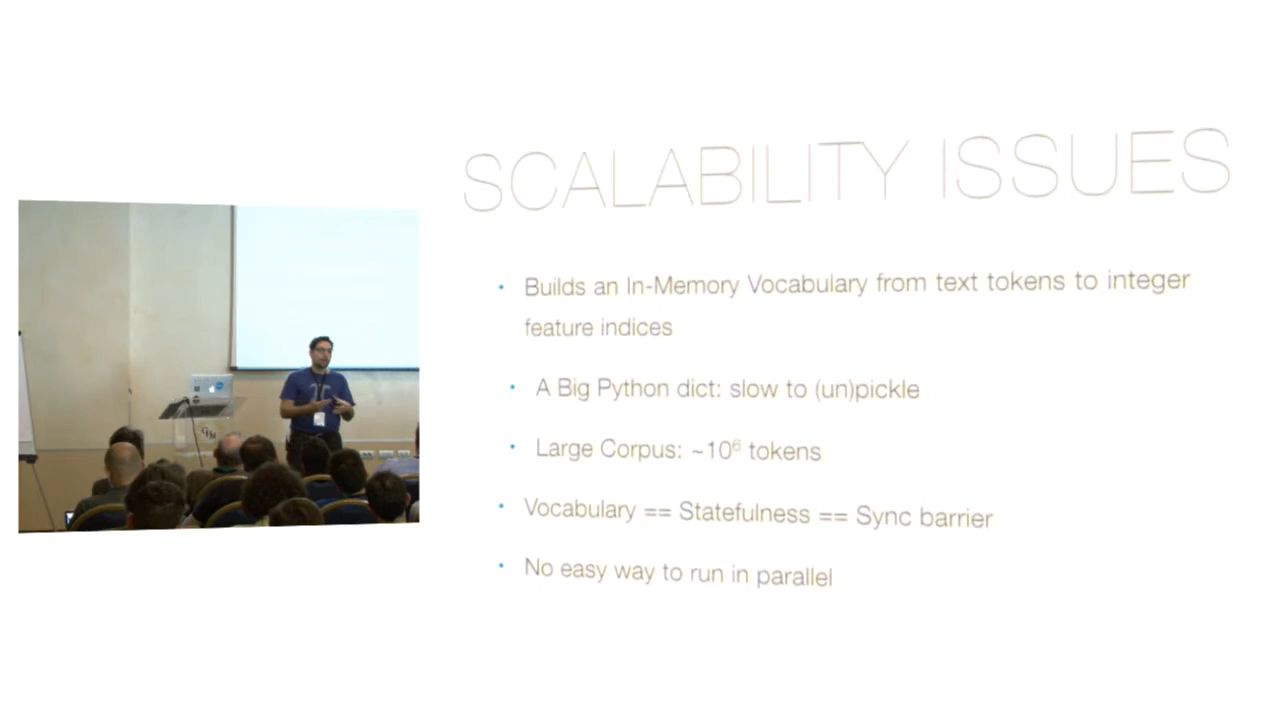 SCALABILITY ISSUES
• Builds an In-Memory Vocabulary from text tokens to integer
feature indices
• A Big Python dict: slow to (un)pickle
• Large Corpus: ~10⁶ tokens
• Vocabulary == Statefulness == Sync barrier
• No easy way to run in parallel